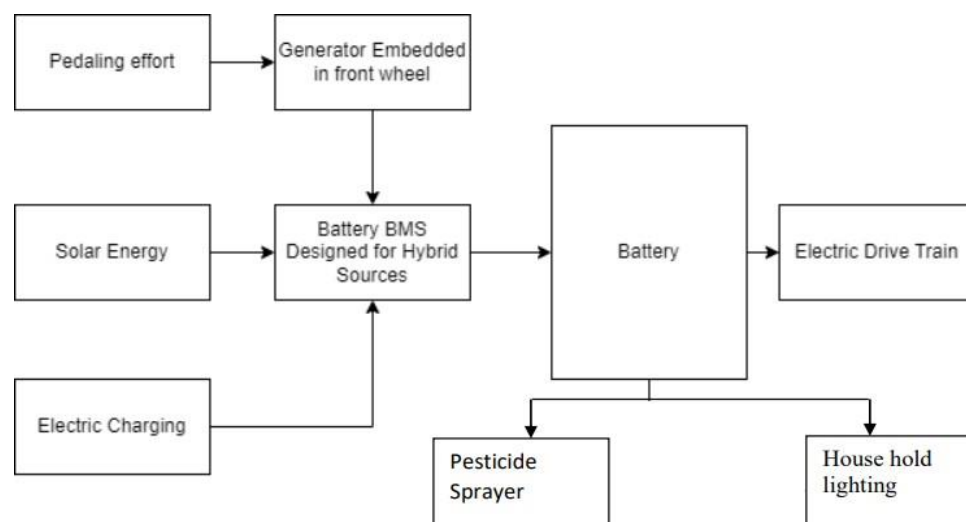 Pedaling effort
Generator Embedded
in front wheel
Solar Energy
Battery BMS
Designed for Hybrid
Sources
Battery
Electric Drive Train
Electric Charging
Pesticide
Sprayer
House hold
lighting